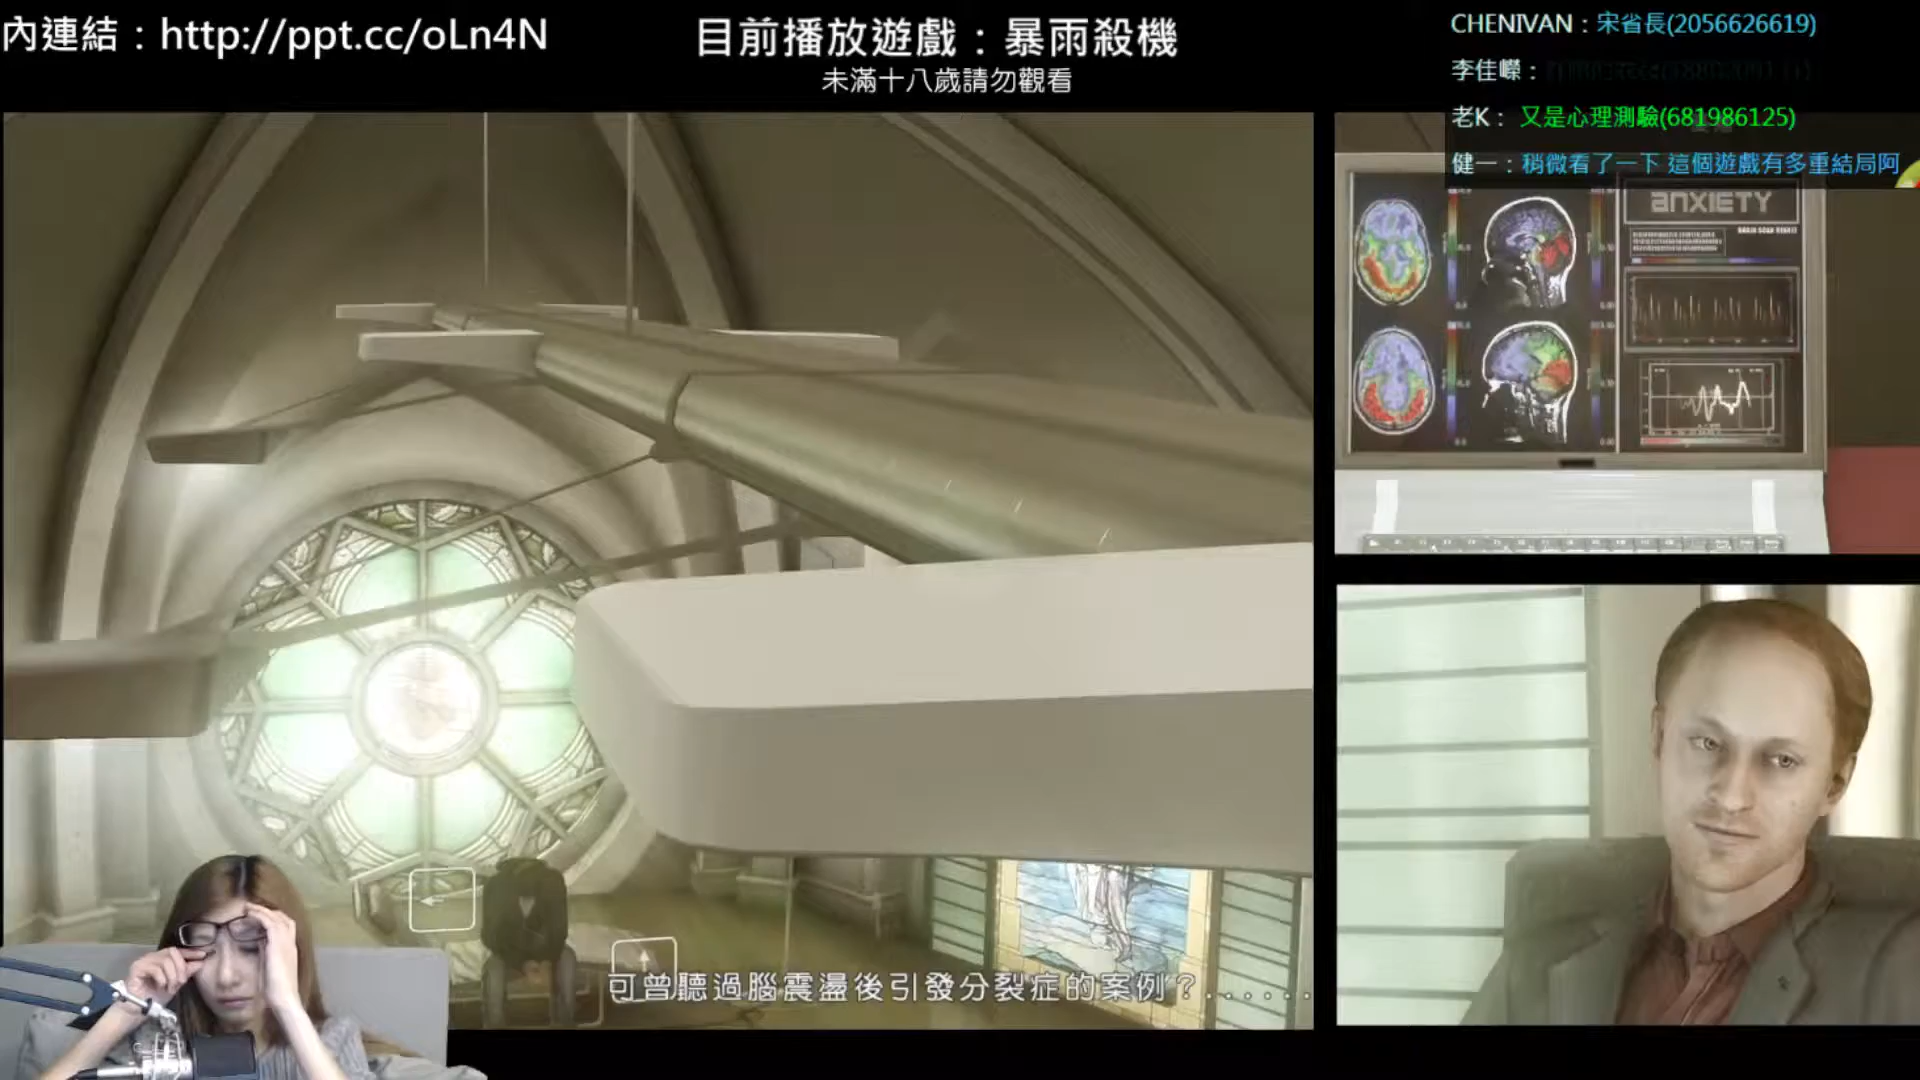 內連結：http://ppt.cc/oLn4N
目前播放遊戲：暴雨殺機
未滿十八歲請勿觀看
CHENIVAN：宋省長(2056626619)
李佳嶸：
老K： 又是心理測驗(681986125)
健一：稍微看了一下 這個遊戲有多重結局阿
ANXIETY
可曾聽過腦震盪後引發分裂症的案例？......